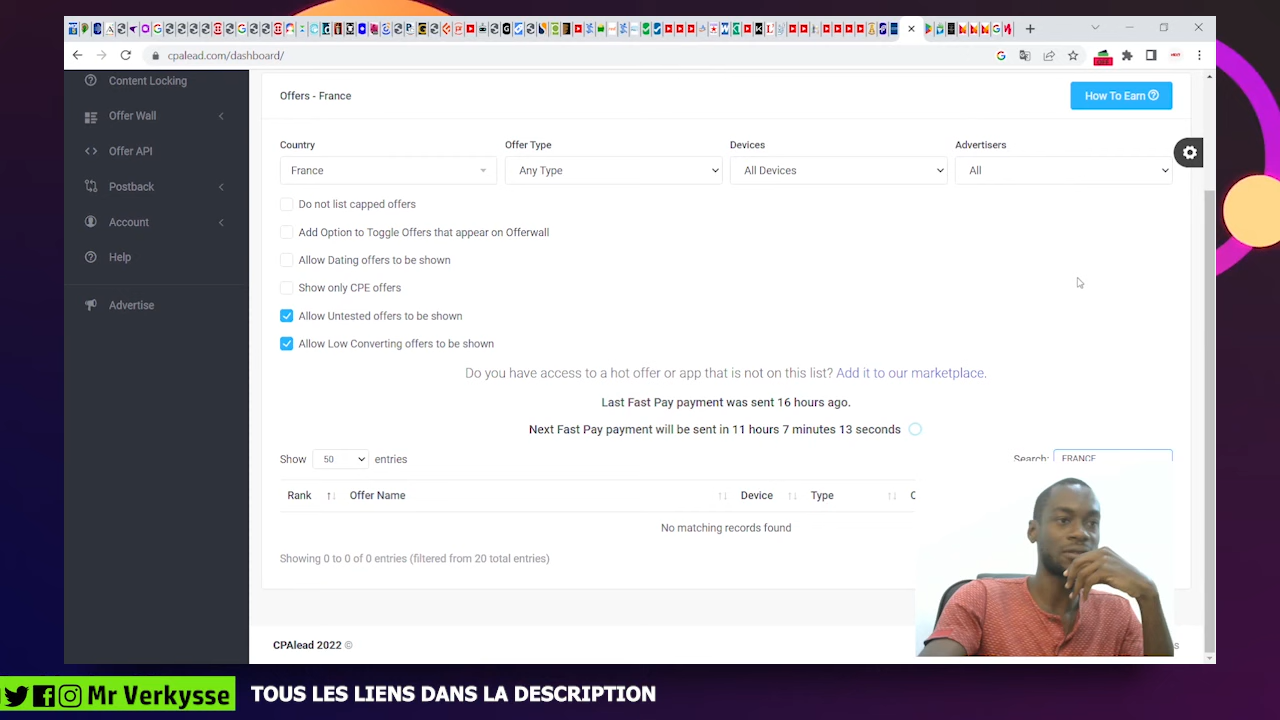 cpalead.com/dashboard/
Content Locking
Offer Wall
Offer API
Postback
Account
Help
Advertise
Offers - France
How To Earn
Country
Offer Type
Devices
Advertisers
France
Any Type
All Devices
All
Do not list capped offers
Add Option to Toggle Offers that appear on Offerwall
Allow Dating offers to be shown
Show only CPE offers
Allow Untested offers to be shown
Allow Low Converting offers to be shown
Do you have access to a hot offer or app that is not on this list? Add it to our marketplace.
Last Fast Pay payment was sent 16 hours ago.
Next Fast Pay payment will be sent in 11 hours 7 minutes 13 seconds
Show 50 entries
Search: FRANCE
Rank Offer Name Device Type
No matching records found
Showing 0 to 0 of 0 entries (filtered from 20 total entries)
CPAlead 2022 ©
Mr Verkysse
TOUS LES LIENS DANS LA DESCRIPTION